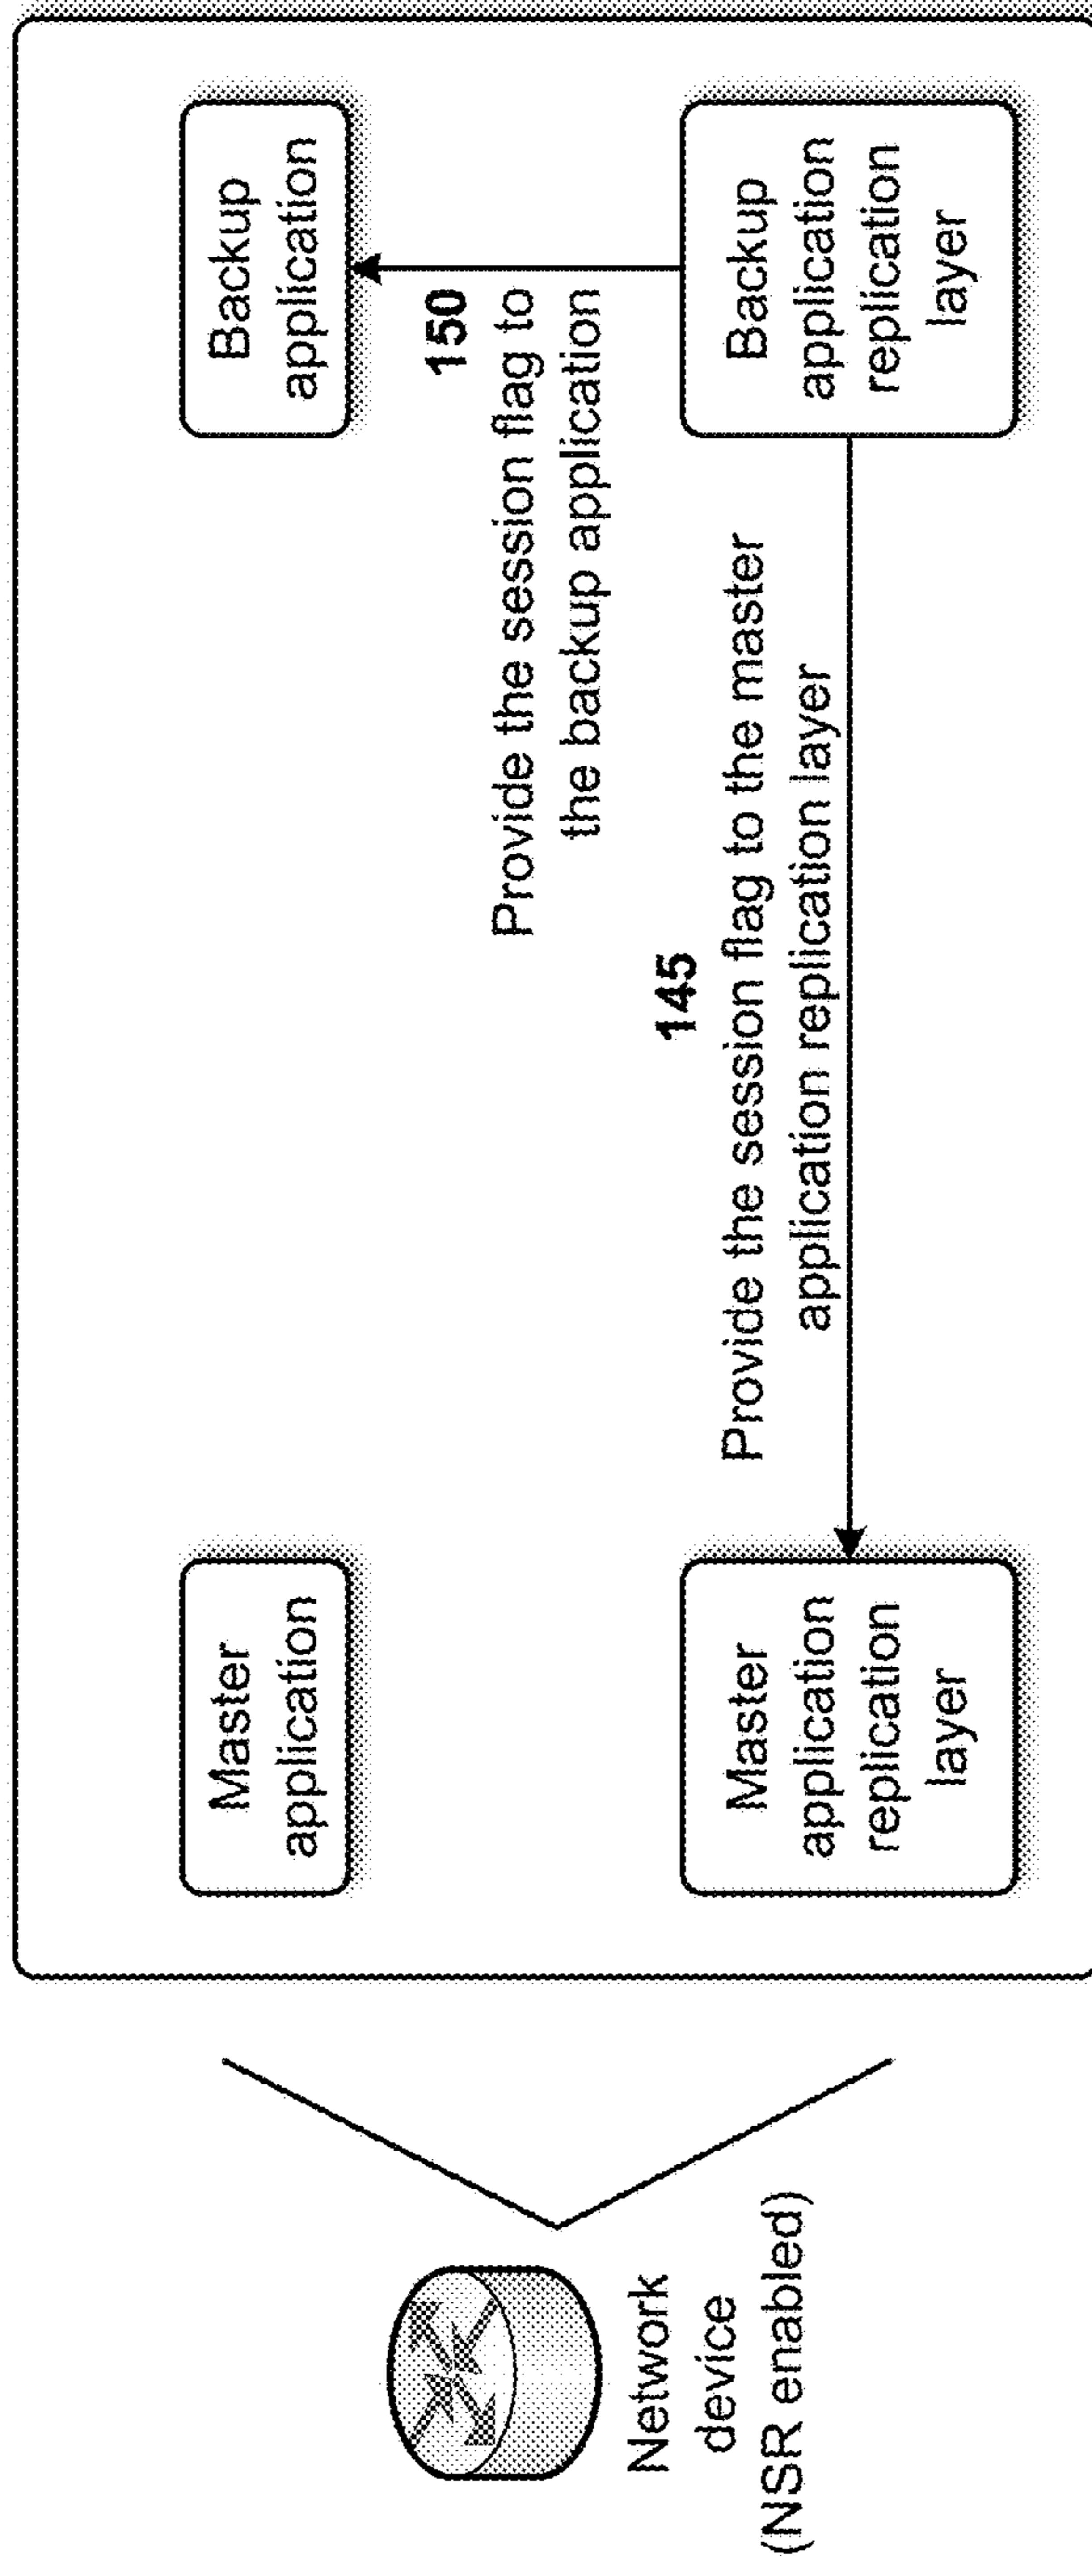 Network
device
(NSR enabled)
Master
application
Backup
application
150
Provide the session flag to
the backup application
145
Provide the session flag to the master
application replication layer
Master
application
replication
layer
Backup
application
replication
layer